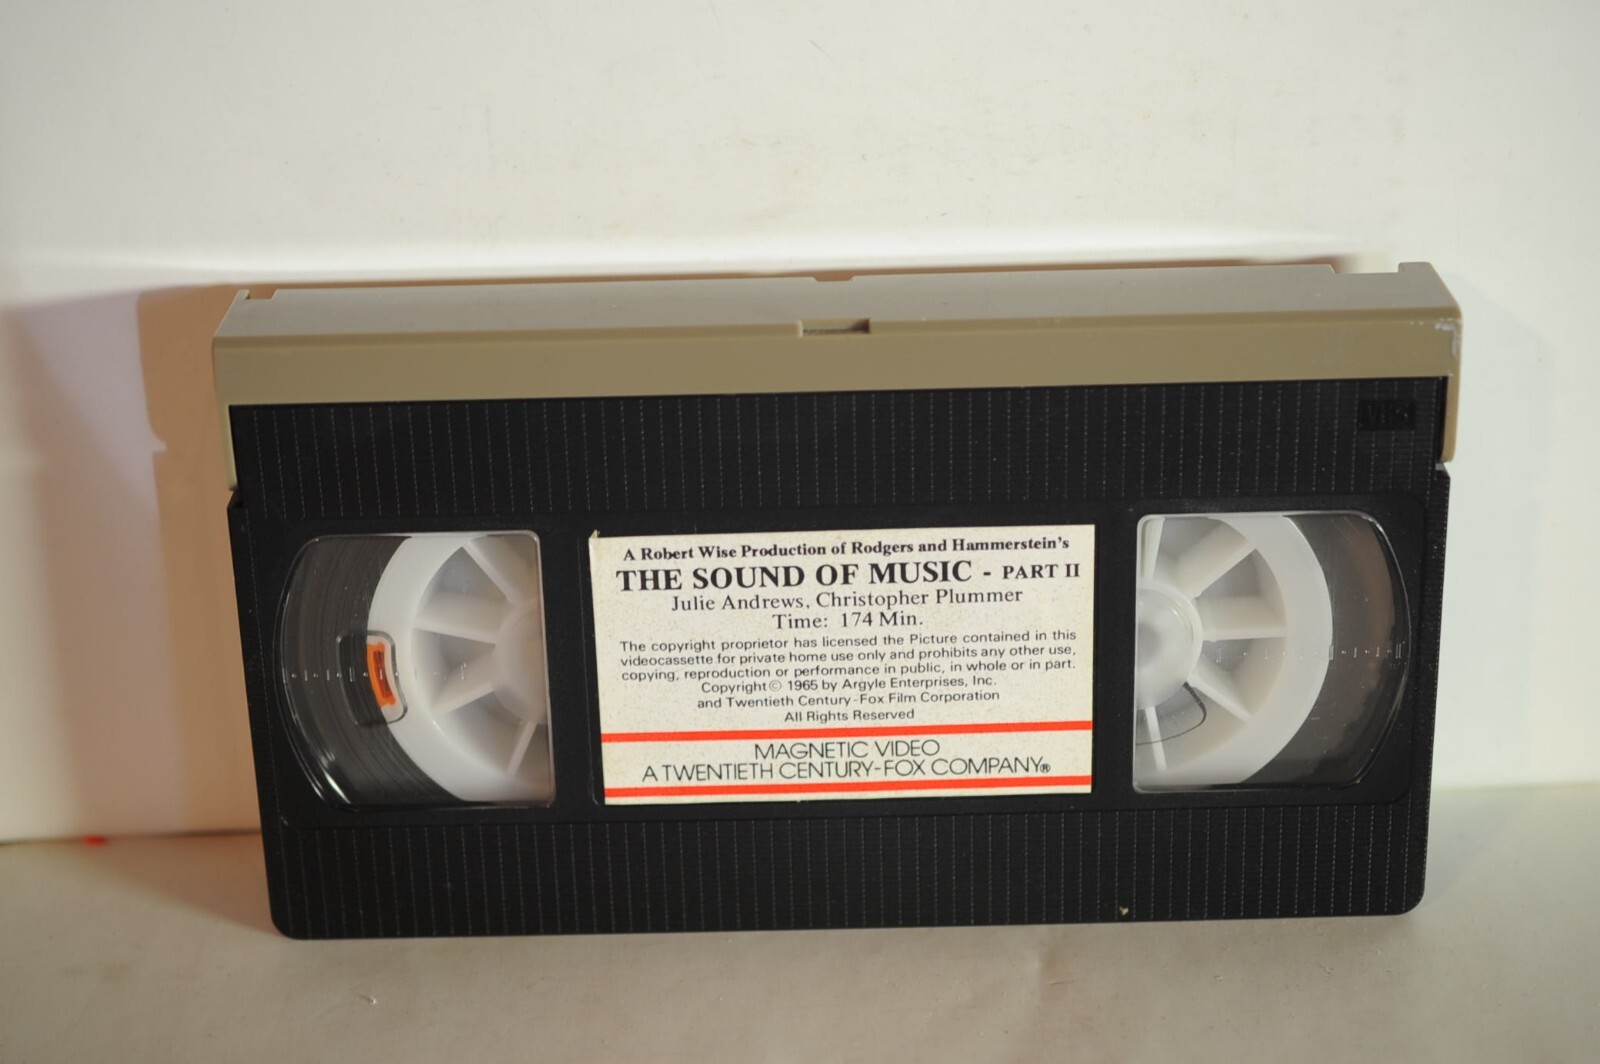 VHS
A Robert Wise Production of Rodgers and Hammerstein's
THE SOUND OF MUSIC - PART II
Julie Andrews, Christopher Plummer
Time: 174 Min.
The copyright proprietor has licensed the Picture contained in this
videocassette for private home use only and prohibits any other use,
copying, reproduction or performance in public, in whole or in part.
Copyright© 1965 by Argyle Enterprises, Inc.
and Twentieth Century-Fox Film Corporation
All Rights Reserved
MAGNETIC VIDEO
A TWENTIETH CENTURY-FOX COMPANY®